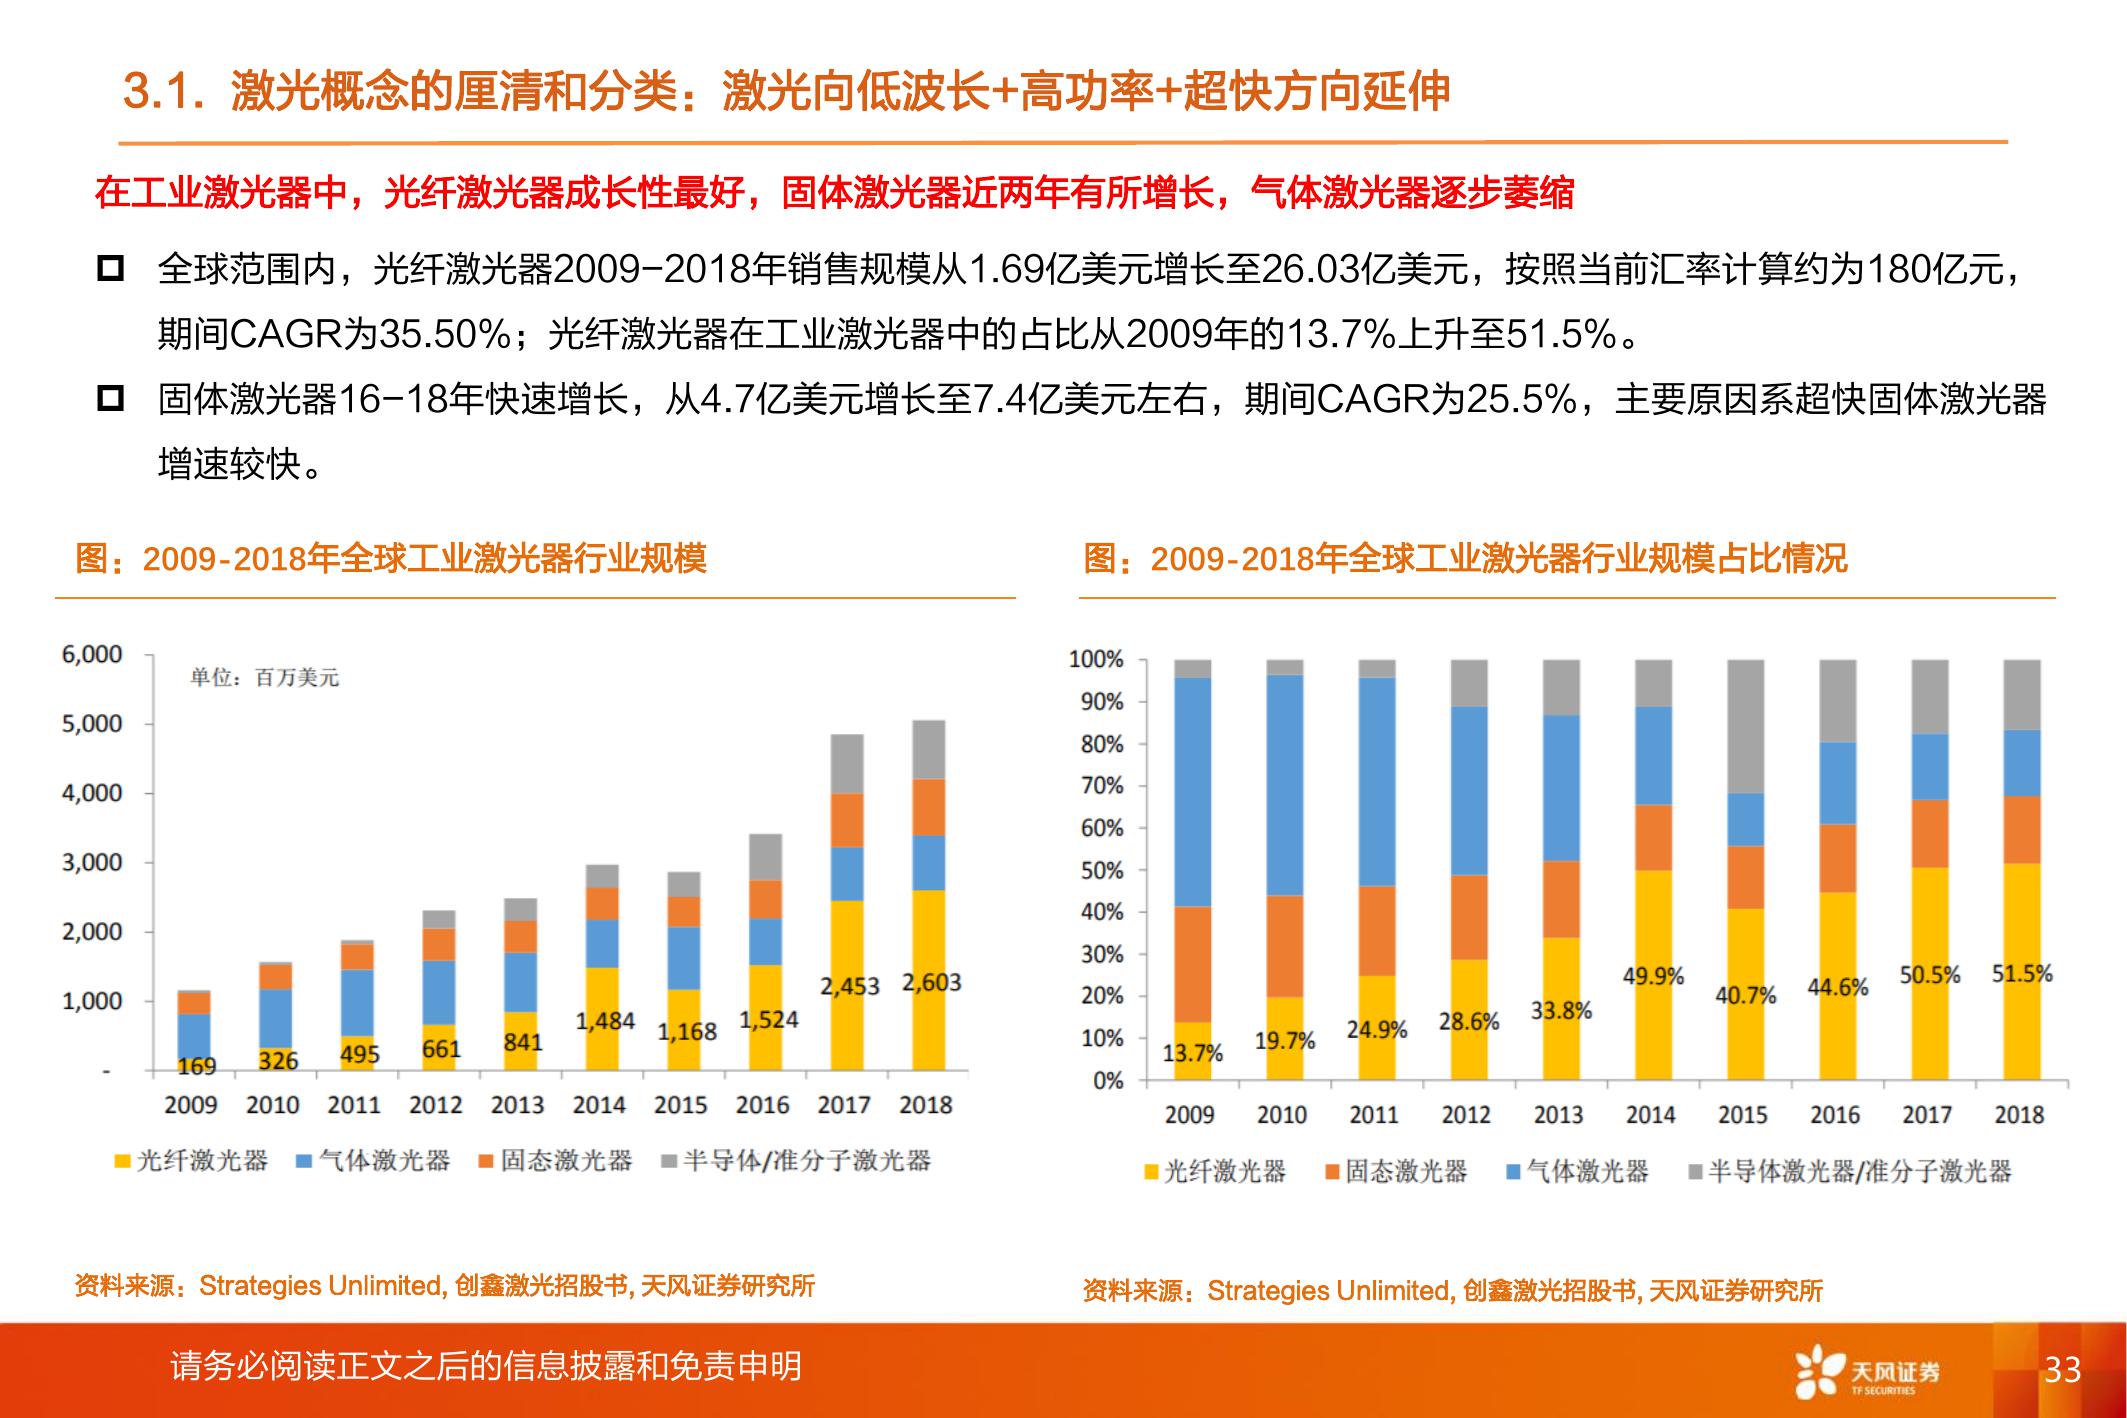 3.1. 激光概念的厘清和分类：激光向低波长+高功率+超快方向延伸
在工业激光器中，光纤激光器成长性最好，固体激光器近两年有所增长，气体激光器逐步萎缩
全球范围内，光纤激光器2009-2018年销售规模从1.69亿美元增长至26.03亿美元，按照当前汇率计算约为180亿元，
期间CAGR为35.50%；光纤激光器在工业激光器中的占比从2009年的13.7%上升至51.5%。
固体激光器16-18年快速增长，从4.7亿美元增长至7.4亿美元左右，期间CAGR为25.5%，主要原因系超快固体激光器
增速较快。
图：2009-2018年全球工业激光器行业规模
单位：百万美元
6,000
5,000
4,000
3,000
2,000
1,000
-
169 326 495 661 841 1,484 1,168 1,524 2,453 2,603
2009 2010 2011 2012 2013 2014 2015 2016 2017 2018
光纤激光器 气体激光器 固态激光器 半导体/准分子激光器
资料来源：Strategies Unlimited, 创鑫激光招股书, 天风证券研究所
图：2009-2018年全球工业激光器行业规模占比情况
100%
90%
80%
70%
60%
50%
40%
30%
20%
10%
0%
13.7% 19.7% 24.9% 28.6% 33.8% 49.9% 40.7% 44.6% 50.5% 51.5%
2009 2010 2011 2012 2013 2014 2015 2016 2017 2018
光纤激光器 固态激光器 气体激光器 半导体激光器/准分子激光器
资料来源：Strategies Unlimited, 创鑫激光招股书, 天风证券研究所
请务必阅读正文之后的信息披露和免责申明
天风证券
TF SECURITIES
33